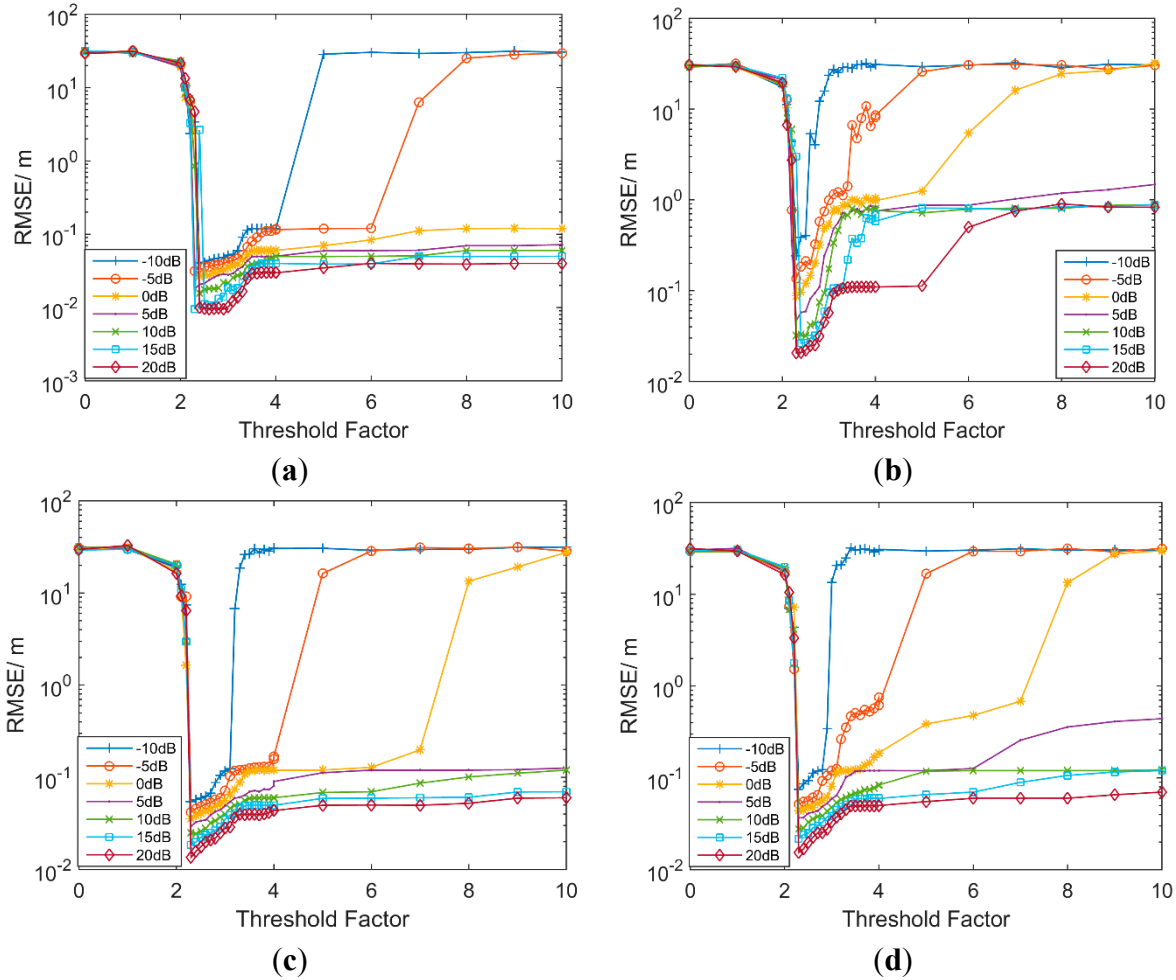 10^2
10^1
10^0
10^-1
10^-2
10^-3
RMSE/ m
-10dB
-5dB
0dB
5dB
10dB
15dB
20dB
0 2 4 6 8 10
Threshold Factor
(a)
10^2
10^1
10^0
10^-1
10^-2
RMSE/ m
-10dB
-5dB
0dB
5dB
10dB
15dB
20dB
0 2 4 6 8 10
Threshold Factor
(b)
10^2
10^1
10^0
10^-1
10^-2
RMSE/ m
-10dB
-5dB
0dB
5dB
10dB
15dB
20dB
0 2 4 6 8 10
Threshold Factor
(c)
10^2
10^1
10^0
10^-1
10^-2
RMSE/ m
-10dB
-5dB
0dB
5dB
10dB
15dB
20dB
0 2 4 6 8 10
Threshold Factor
(d)